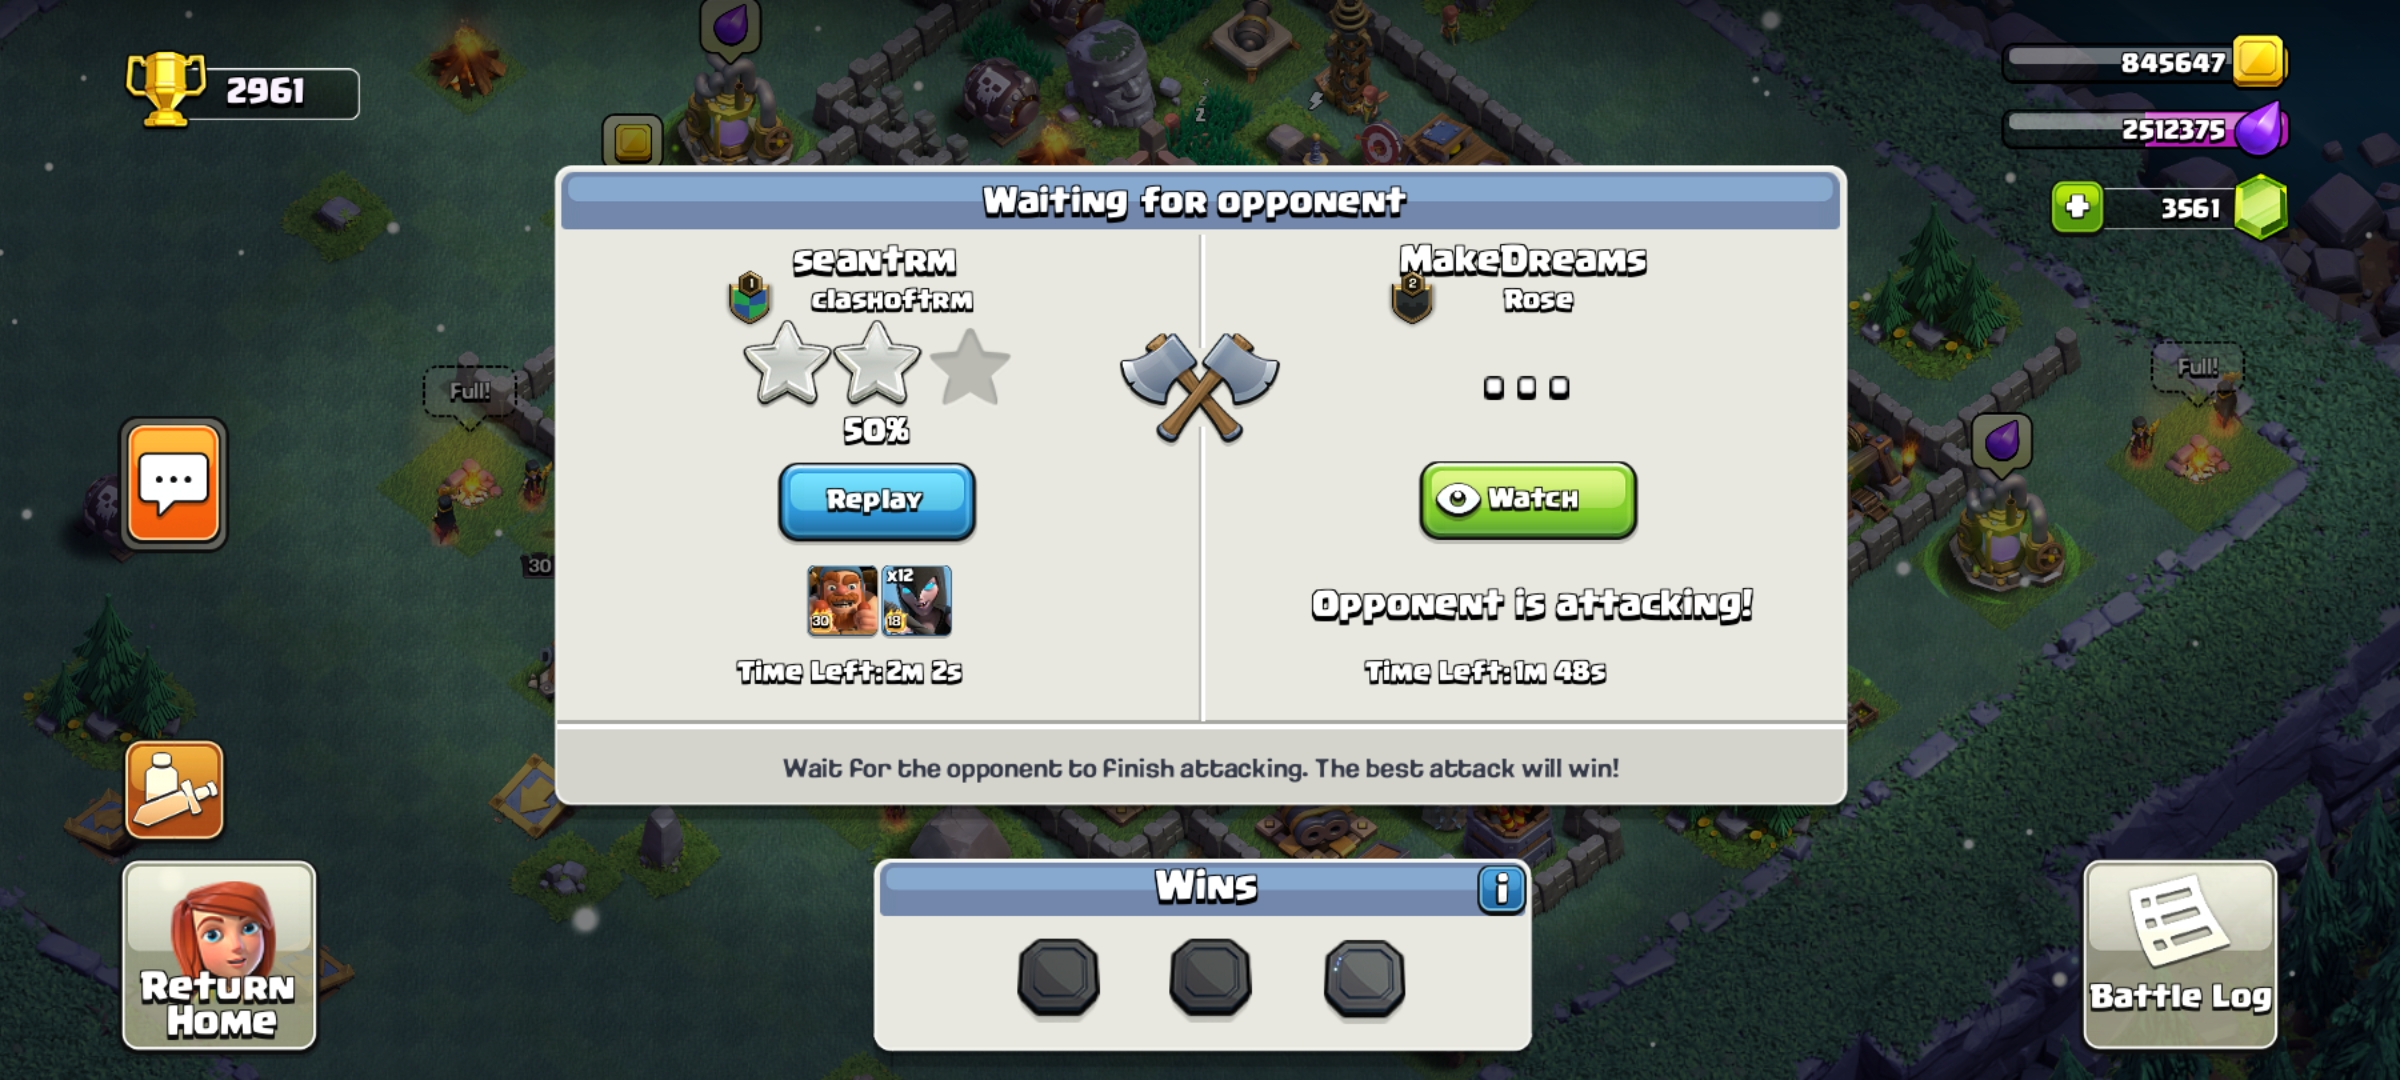 2961
845647
2512375
3561
Waiting for opponent
seantrm
1
clashoftrm
MakeDreams
2
Rose
50%
Replay
Watch
x12
30
18
Opponent is attacking!
Time Left: 2m 2s
Time Left: 1m 48s
Wait for the opponent to finish attacking. The best attack will win!
Full!
Full!
30
z
z
Wins
i
Return
Home
Battle Log